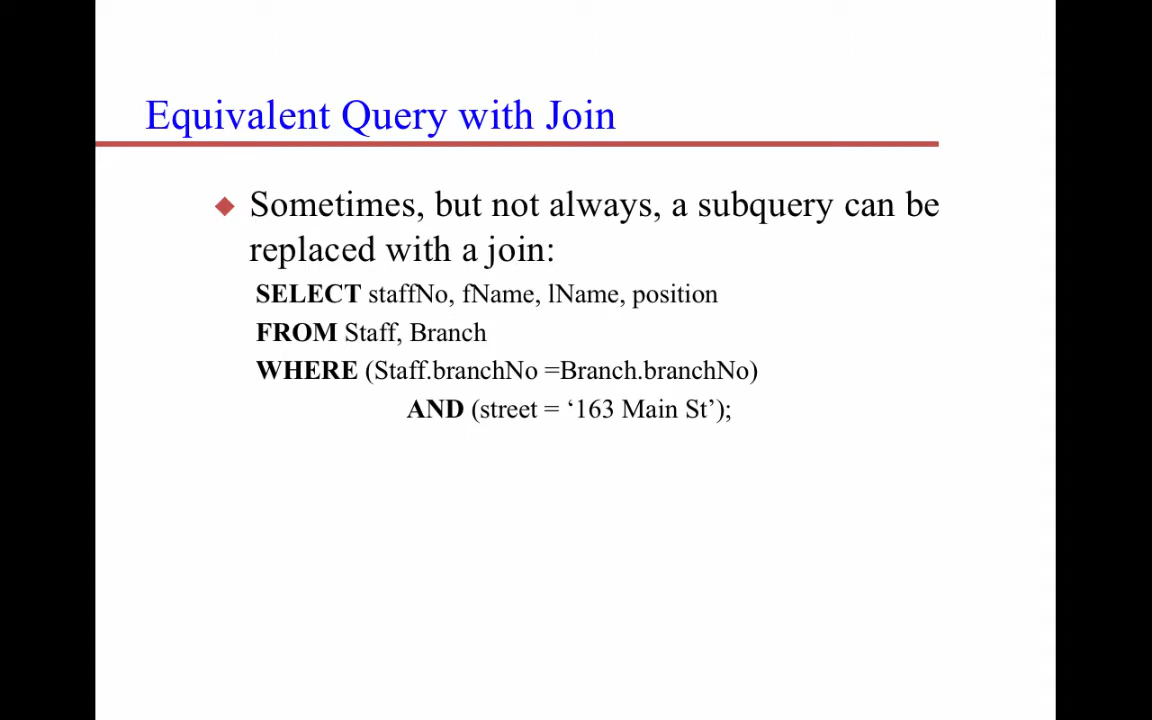 Equivalent Query with Join
Sometimes, but not always, a subquery can be
replaced with a join:
SELECT staffNo, fName, lName, position
FROM Staff, Branch
WHERE (Staff.branchNo =Branch.branchNo)
AND (street = ‘163 Main St’);